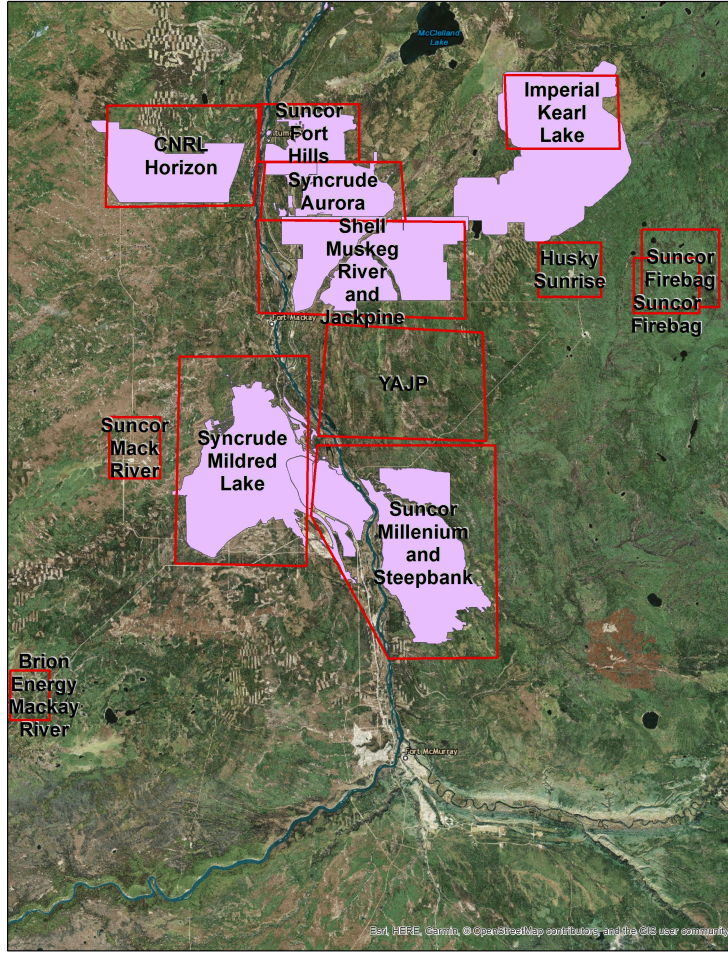 McClelland
Lake
Imperial
Kearl
Lake
Suncor
Fort
Hills
CNRL
Horizon
Syncrude
Aurora
Shell
Muskeg
River
and
Jackpine
Husky
Sunrise
Suncor
Firebag
Suncor
Firebag
Fort Mackay
YAJP
Suncor
Mack
River
Syncrude
Mildred
Lake
Suncor
Millenium
and
Steepbank
Brion
Energy
Mackay
River
Fort McMurray
Esri, HERE, Garmin, © OpenStreetMap contributors, and the GIS user community